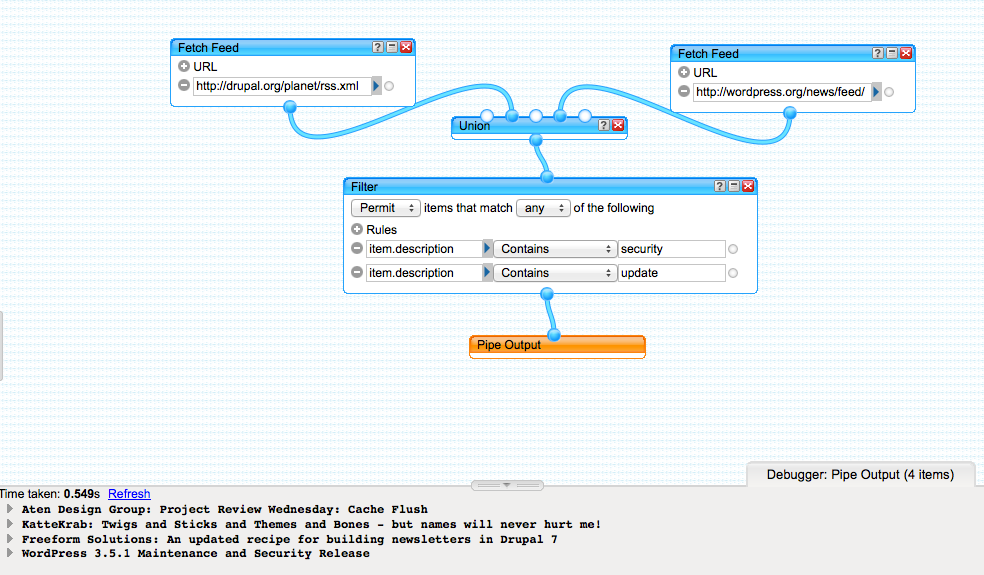 Fetch Feed
URL
http://drupal.org/planet/rss.xml
Fetch Feed
URL
http://wordpress.org/news/feed/
Union
Filter
Permit items that match any of the following
Rules
item.description Contains security
item.description Contains update
Pipe Output
Debugger: Pipe Output (4 items)
Time taken: 0.549s Refresh
Aten Design Group: Project Review Wednesday: Cache Flush
KatteKrab: Twigs and Sticks and Themes and Bones - but names will never hurt me!
Freeform Solutions: An updated recipe for building newsletters in Drupal 7
WordPress 3.5.1 Maintenance and Security Release